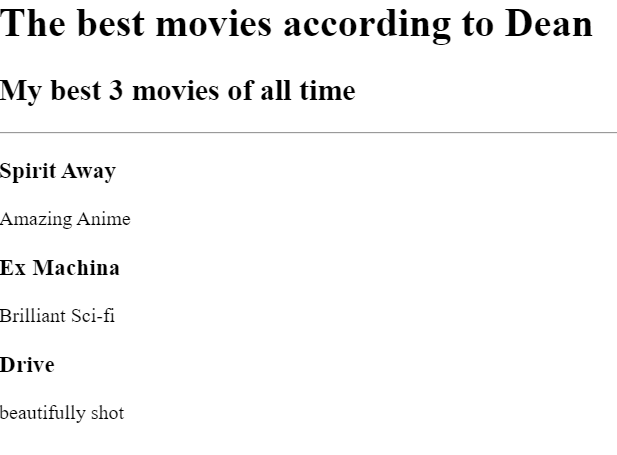 The best movies according to Dean
My best 3 movies of all time
Spirit Away
Amazing Anime
Ex Machina
Brilliant Sci-fi
Drive
beautifully shot